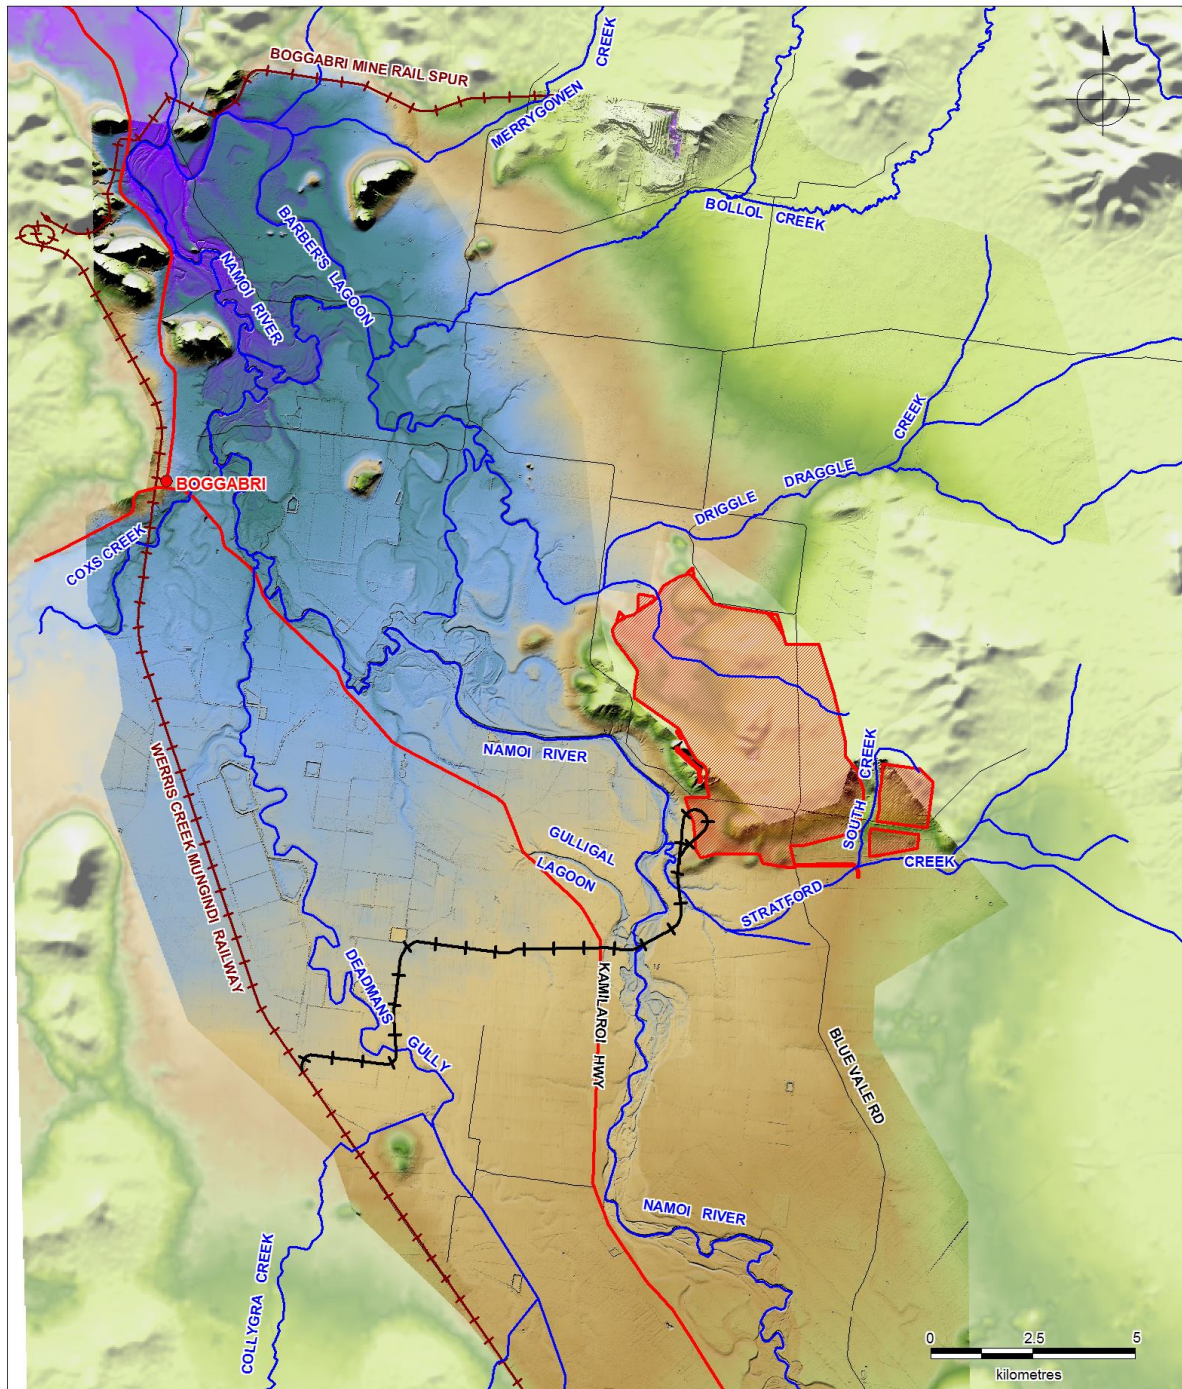 BOGGABRI MINE RAIL SPUR
MERRYGOWEN CREEK
BOLLOL CREEK
BARBER'S LAGOON
NAMOI RIVER
DRIGGLE DRAGGLE CREEK
BOGGABRI
COXS CREEK
NAMOI RIVER
SOUTH CREEK
WERRIS CREEK MUNGINDI RAILWAY
GULLIGAL
LAGOON
STRATFORD CREEK
DEADMANS GULLY
KAMILAROI HWY
BLUE VALE RD
NAMOI RIVER
COLLYGRA CREEK
0 2.5 5
kilometres